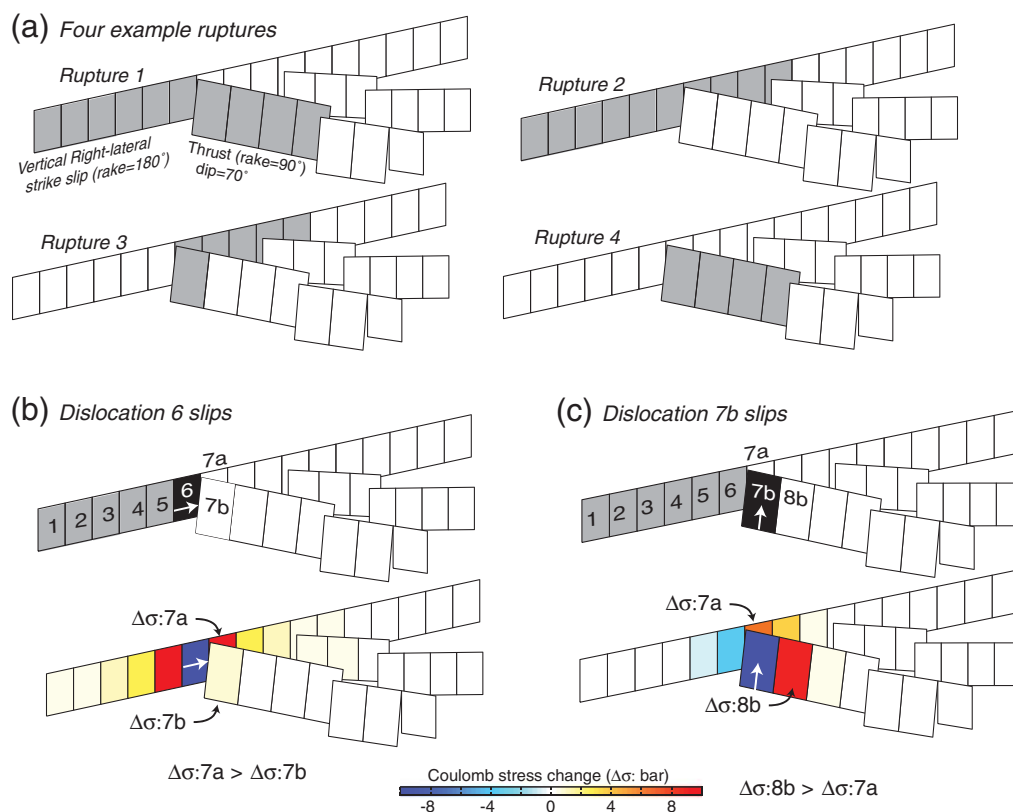 (a) Four example ruptures
Rupture 1
Rupture 2
Vertical Right-lateral
strike slip (rake=180˚)
Thrust (rake=90˚)
dip=70˚
Rupture 3
Rupture 4
(b) Dislocation 6 slips
7a
1 2 3 4 5 6 7b
Δσ:7a
Δσ:7b
Δσ:7a > Δσ:7b
(c) Dislocation 7b slips
7a
1 2 3 4 5 6 7b 8b
Δσ:7a
Δσ:8b
Δσ:8b > Δσ:7a
Coulomb stress change (Δσ: bar)
-8 -4 0 4 8